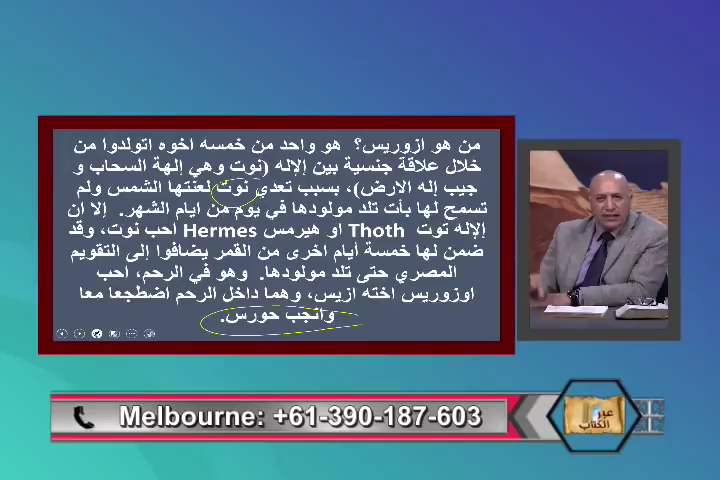 من هو ازوريس؟ هو واحد من خمسه اخوه اتولدوا من
خلال علاقة جنسية بين الإله (نوت وهي إلهة السحاب و
جيب إله الارض)، بسبب تعدي نوت لعنتها الشمس ولم
تسمح لها بأت تلد مولودها في يوم من ايام الشهر. إلا ان
الإله توت Thoth او هيرمس Hermes احب نوت، وقد
ضمن لها خمسة أيام اخرى من القمر يضافوا إلى التقويم
المصري حتى تلد مولودها. وهو في الرحم، احب
اوزوريس اخته ازيس، وهما داخل الرحم اضطجعا معا
وانجب حورس.
Melbourne: +61-390-187-603
عبر
الكتاب